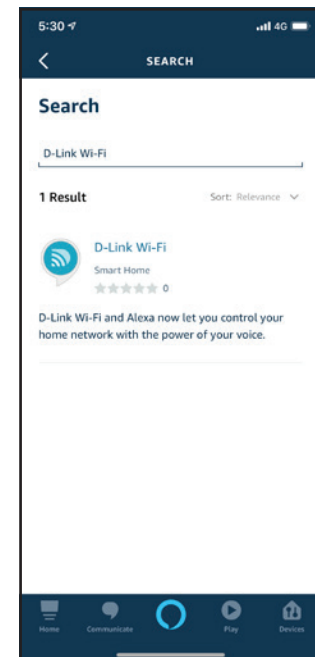 5:30 4G
SEARCH
Search
D-Link Wi-Fi
1 Result Sort: Relevance
D-Link Wi-Fi
Smart Home
0
D-Link Wi-Fi and Alexa now let you control your
home network with the power of your voice.
Home Communicate Play Devices